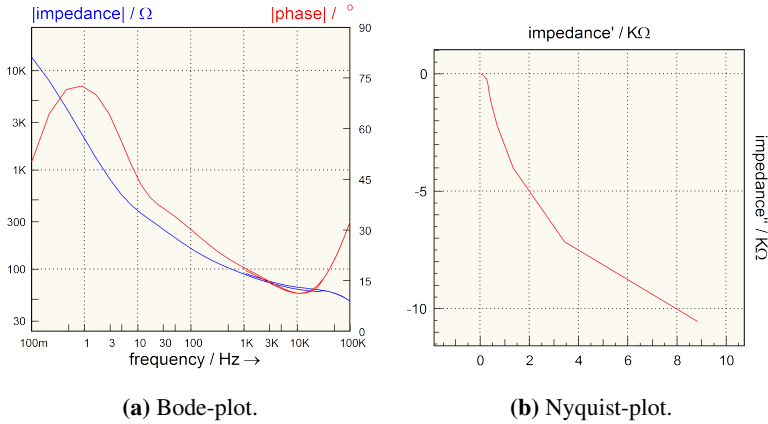 |impedance| / Ω
|phase| / °
10K
3K
1K
300
100
30
90
75
60
45
30
15
0
100m 1 3 10 30 100 1K 3K 10K 100K
frequency / Hz →
(a) Bode-plot.
impedance' / KΩ
0
-5
-10
0 2 4 6 8 10
impedance'' / KΩ
(b) Nyquist-plot.